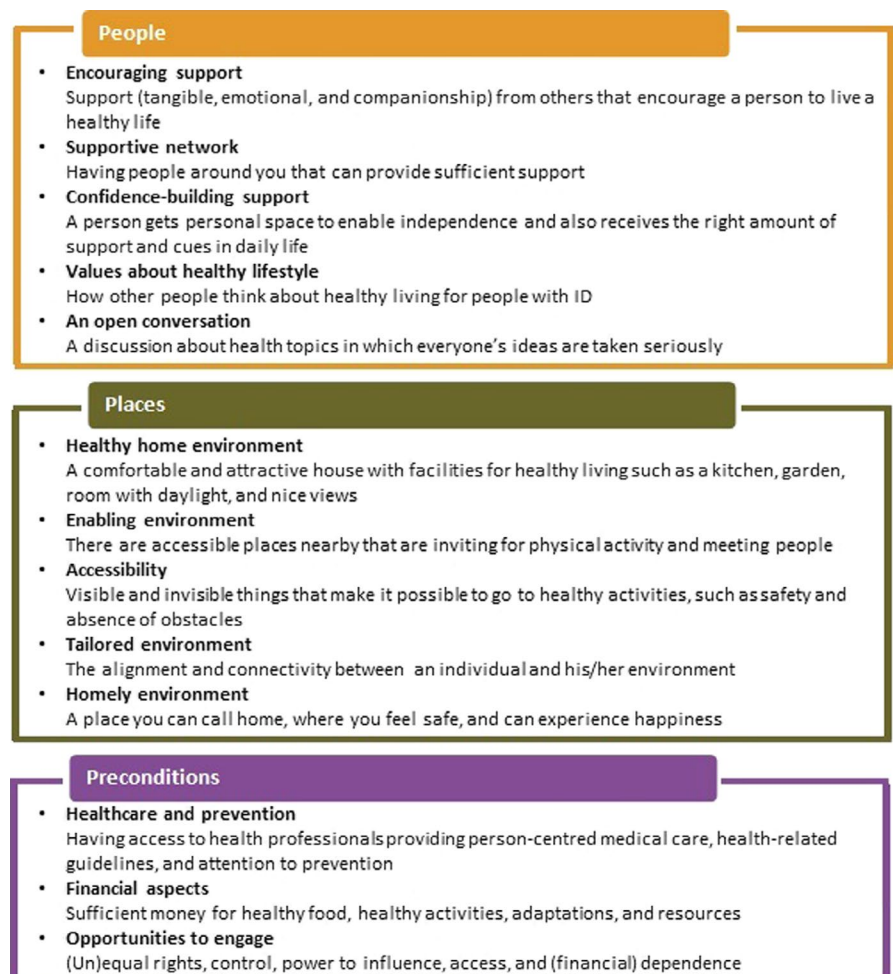 People
• Encouraging support
Support (tangible, emotional, and companionship) from others that encourage a person to live a
healthy life
• Supportive network
Having people around you that can provide sufficient support
• Confidence-building support
A person gets personal space to enable independence and also receives the right amount of
support and cues in daily life
• Values about healthy lifestyle
How other people think about healthy living for people with ID
• An open conversation
A discussion about health topics in which everyone's ideas are taken seriously
Places
• Healthy home environment
A comfortable and attractive house with facilities for healthy living such as a kitchen, garden,
room with daylight, and nice views
• Enabling environment
There are accessible places nearby that are inviting for physical activity and meeting people
• Accessibility
Visible and invisible things that make it possible to go to healthy activities, such as safety and
absence of obstacles
• Tailored environment
The alignment and connectivity between an individual and his/her environment
• Homely environment
A place you can call home, where you feel safe, and can experience happiness
Preconditions
• Healthcare and prevention
Having access to health professionals providing person-centred medical care, health-related
guidelines, and attention to prevention
• Financial aspects
Sufficient money for healthy food, healthy activities, adaptations, and resources
• Opportunities to engage
(Un)equal rights, control, power to influence, access, and (financial) dependence